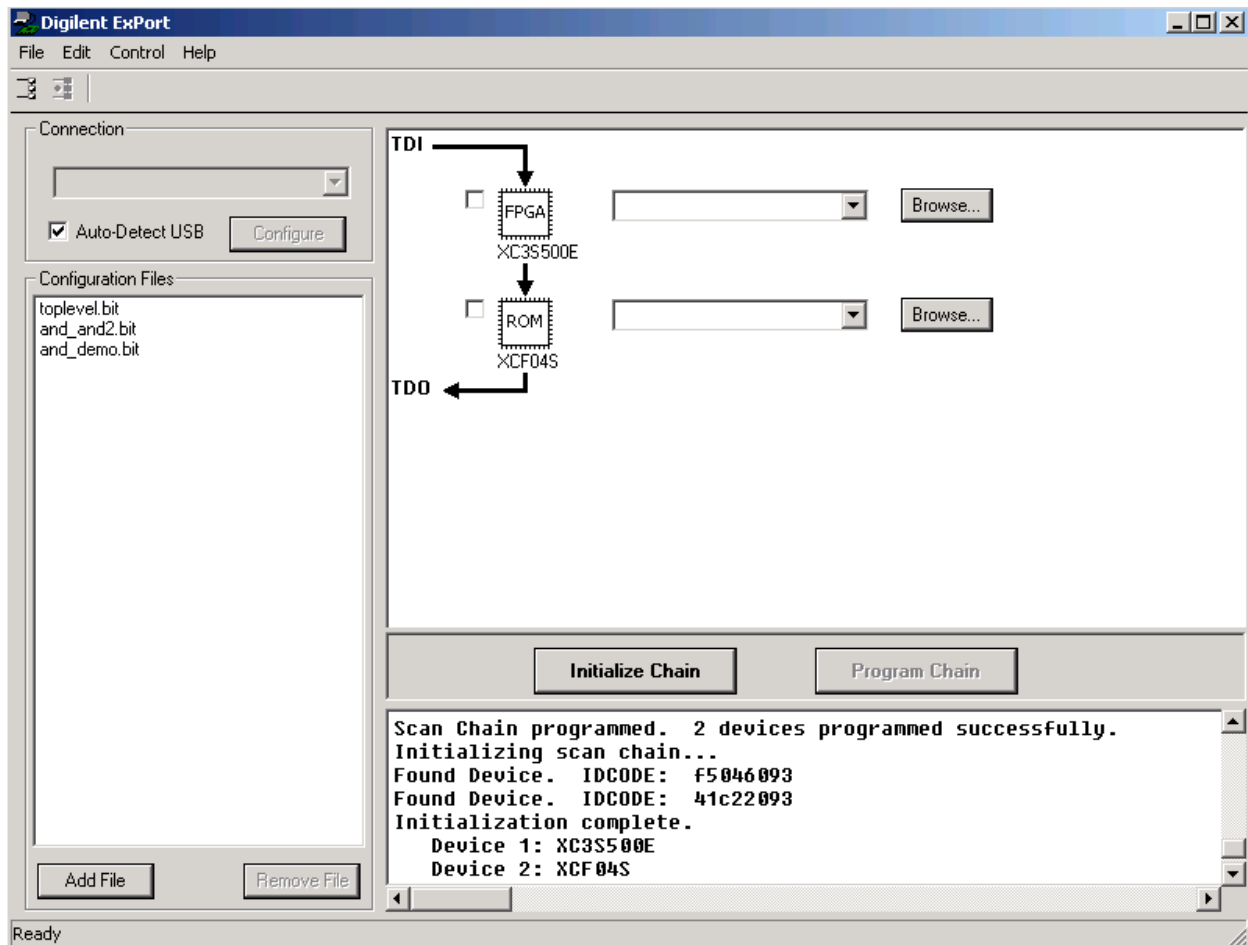 Digilent ExPort
File Edit Control Help
Connection
Auto-Detect USB Configure
Configuration Files
toplevel.bit
and_and2.bit
and_demo.bit
Add File Remove File
TDI
FPGA Browse...
XC3S500E
ROM Browse...
XCF04S
TDO
Initialize Chain Program Chain
Scan Chain programmed. 2 devices programmed successfully.
Initializing scan chain...
Found Device. IDCODE: f5046093
Found Device. IDCODE: 41c22093
Initialization complete.
Device 1: XC3S500E
Device 2: XCF04S
Ready